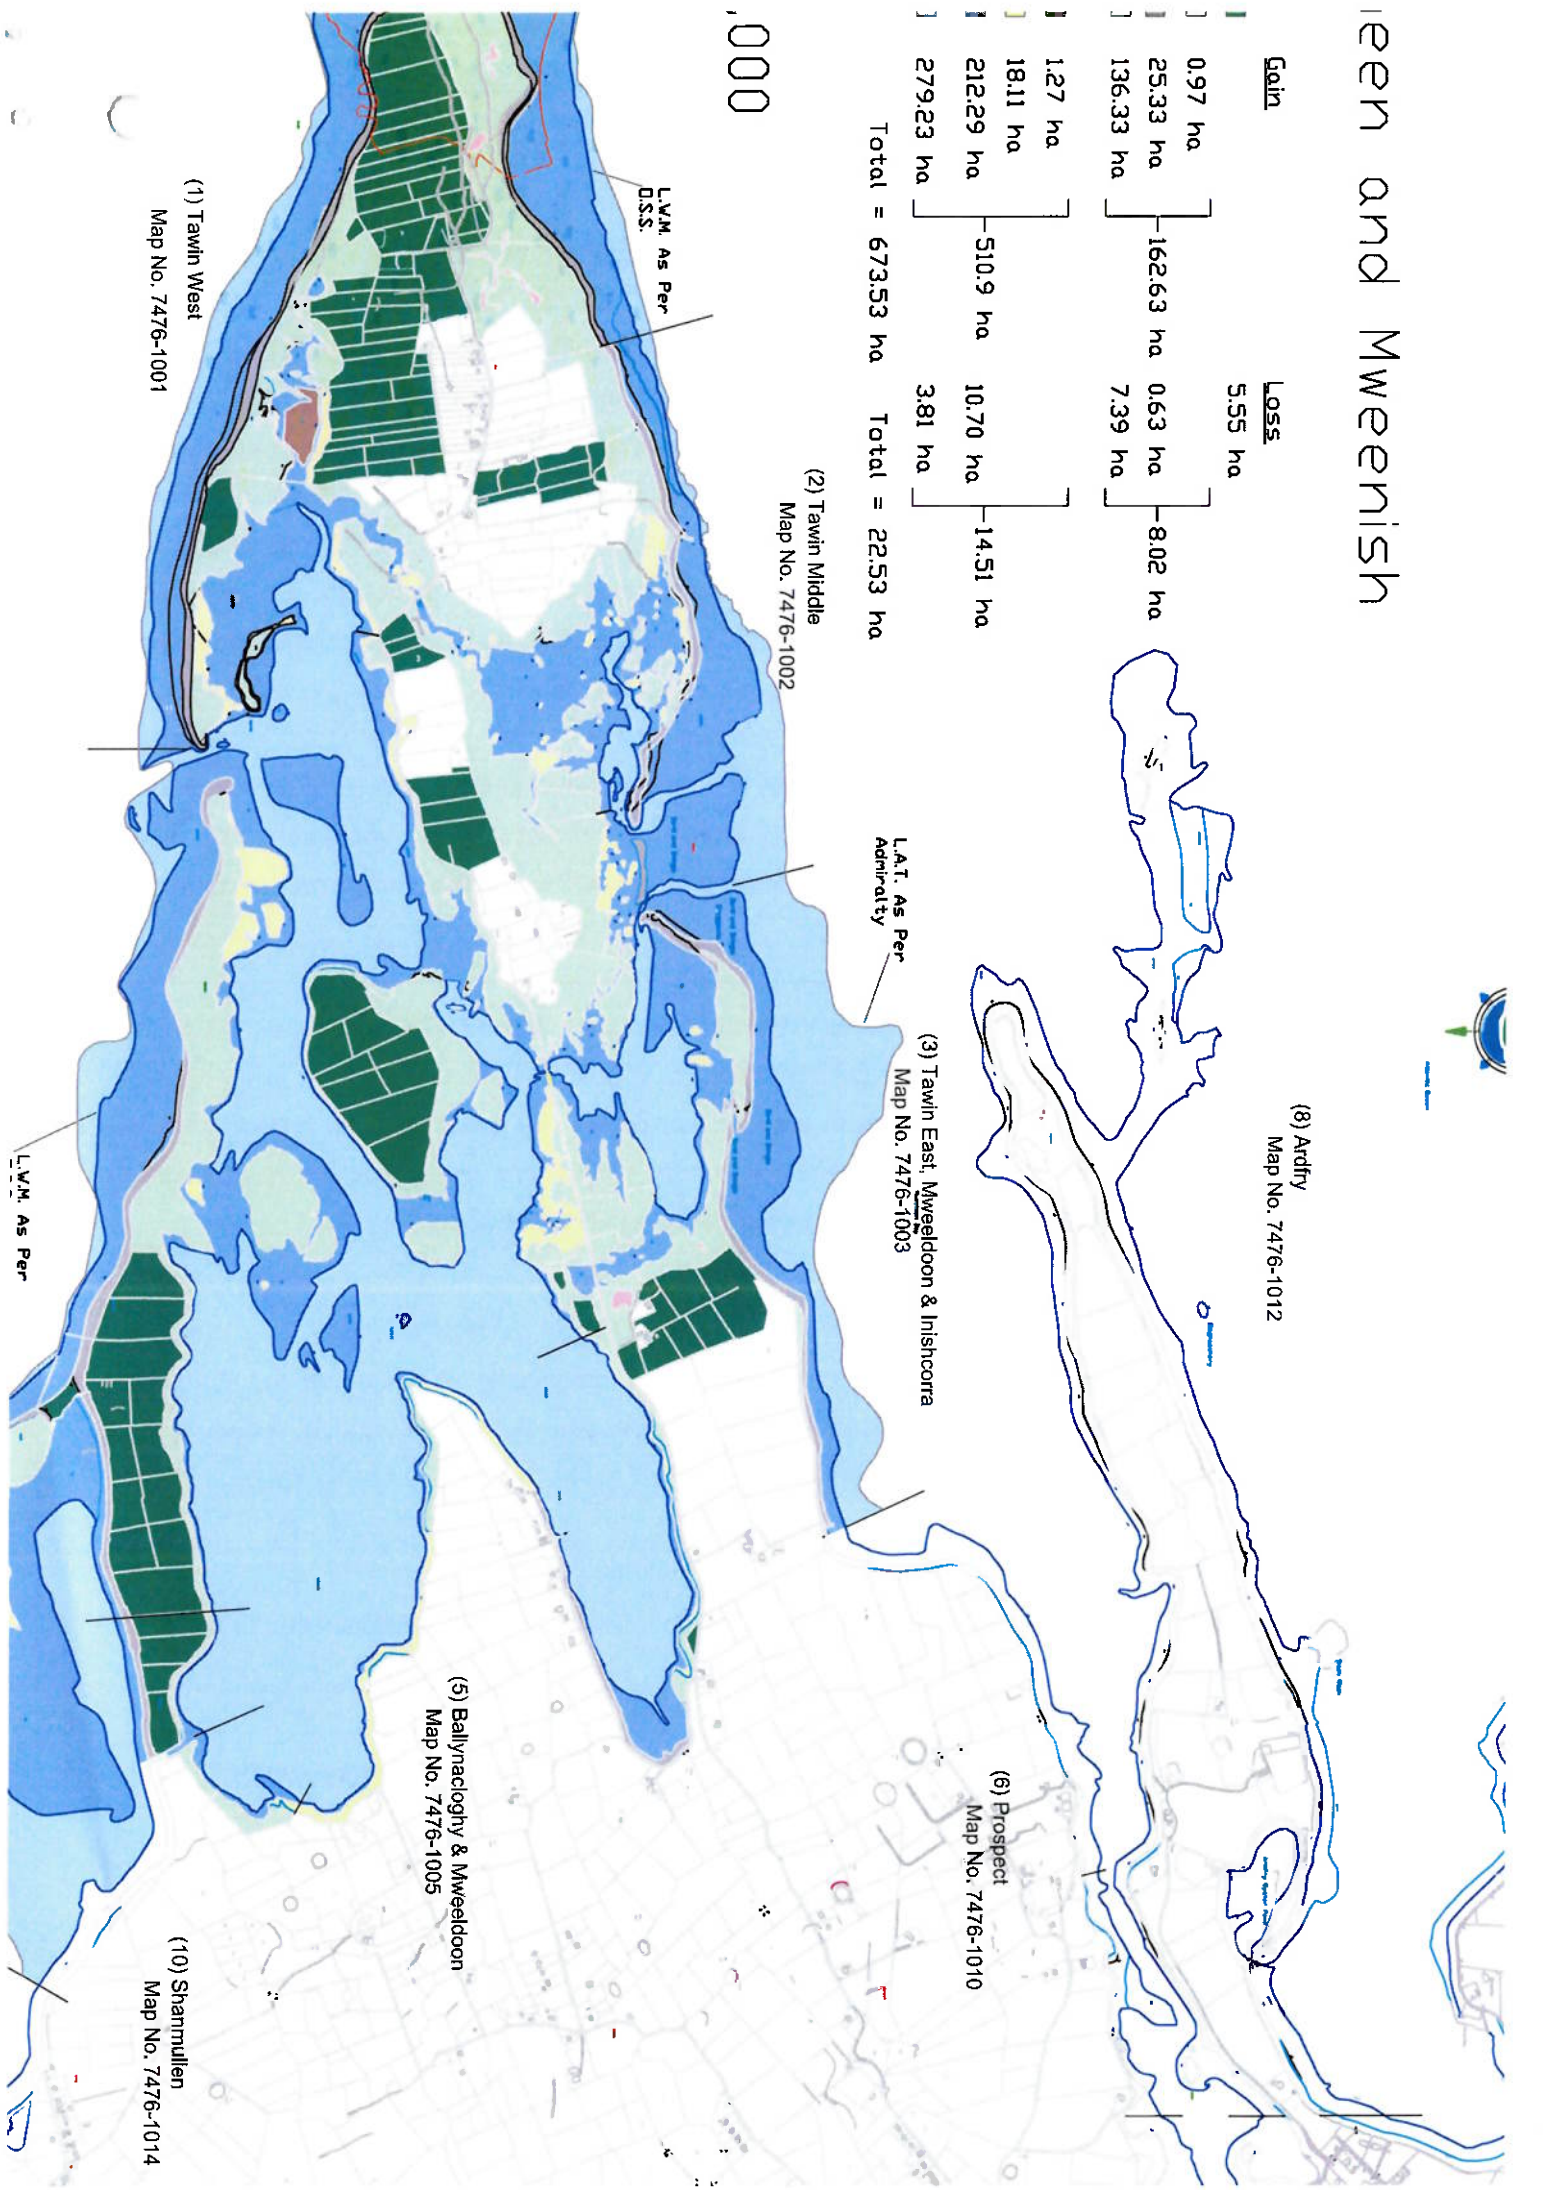 een and Mweenish
Gain Loss
5.55 ha
0.97 ha
25.33 ha 162.63 ha 0.63 ha 8.02 ha
136.33 ha 7.39 ha
1.27 ha
18.11 ha
212.29 ha 510.9 ha 10.70 ha 14.51 ha
279.23 ha 3.81 ha
Total = 673.53 ha Total = 22.53 ha
,000
L.W.M. As Per
O.S.S.
(1) Tawin West
Map No. 7476-1001
(2) Tawin Middle
Map No. 7476-1002
L.A.T. As Per
Admiralty
(3) Tawin East, Mweeldoon & Inishcorra
Map No. 7476-1003
(8) Ardfry
Map No. 7476-1012
L.W.M. As Per
(5) Ballynacloghy & Mweeldoon
Map No. 7476-1005
(6) Prospect
Map No. 7476-1010
(10) Shanmullen
Map No. 7476-1014